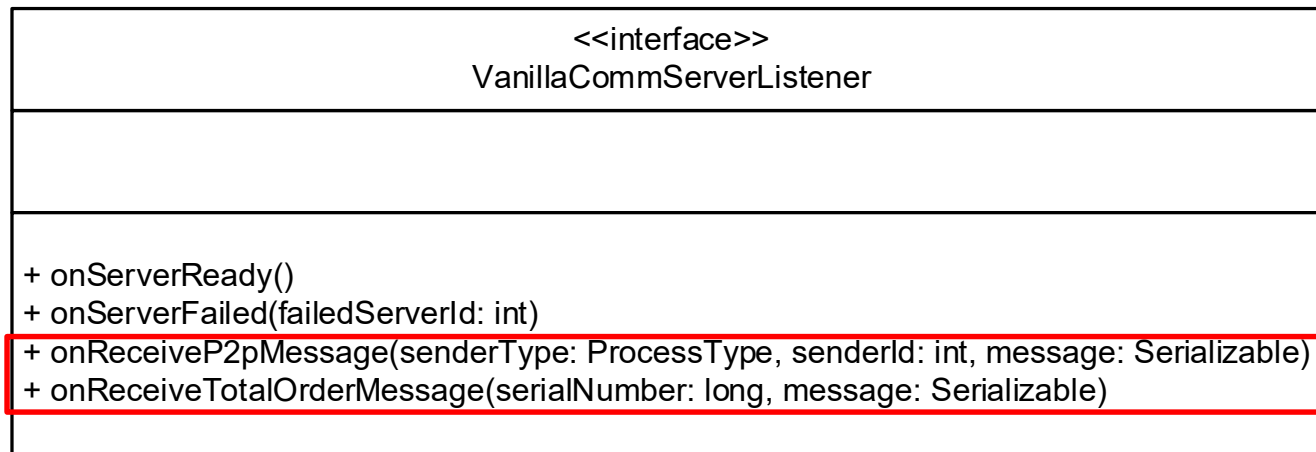 <<interface>>
VanillaCommServerListener
+ onServerReady()
+ onServerFailed(failedServerId: int)
+ onReceiveP2pMessage(senderType: ProcessType, senderId: int, message: Serializable)
+ onReceiveTotalOrderMessage(serialNumber: long, message: Serializable)